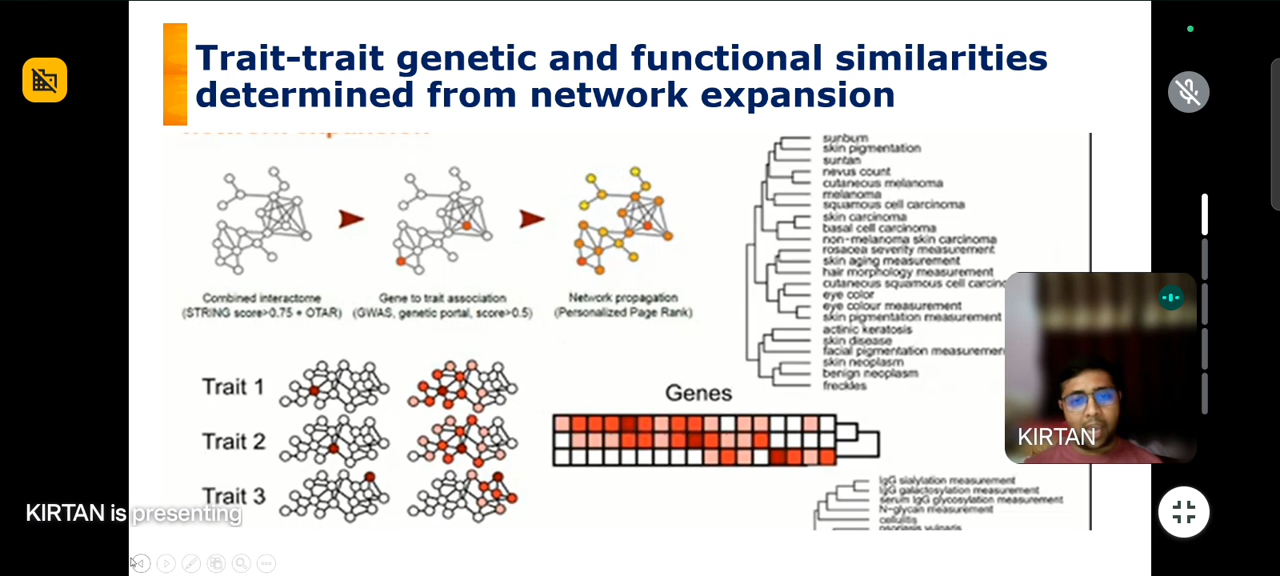 Trait-trait genetic and functional similarities
determined from network expansion
Combined interactome
(STRING score>0.75 + OTAR)
Gene to trait association
(GWAS, genetic portal, score>0.5)
Network propagation
(Personalized Page Rank)
sunburn
skin pigmentation
suntan
nevus count
cutaneous melanoma
melanoma
squamous cell carcinoma
skin carcinoma
basal cell carcinoma
non-melanoma skin carcinoma
rosacea severity measurement
skin aging measurement
hair morphology measurement
cutaneous squamous cell
eye color
eye colour measurement
skin pigmentation measurement
actinic keratosis
skin disease
facial pigmentation
skin neoplasm
benign neoplasm
freckles
Trait 1
Trait 2
Trait 3
Genes
IgG sialylation measurement
IgG galactosylation measurement
serum IgG glycosylation measurement
N-glycan measurement
cellulitis
psoriasis vulgaris
KIRTAN
KIRTAN is presenting